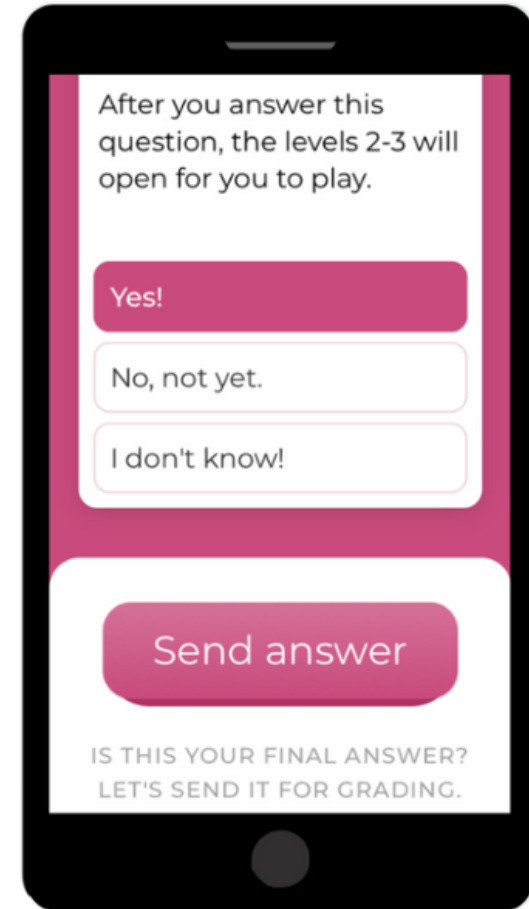 After you answer this
question, the levels 2-3 will
open for you to play.
Yes!
No, not yet.
I don't know!
Send answer
IS THIS YOUR FINAL ANSWER?
LET'S SEND IT FOR GRADING.